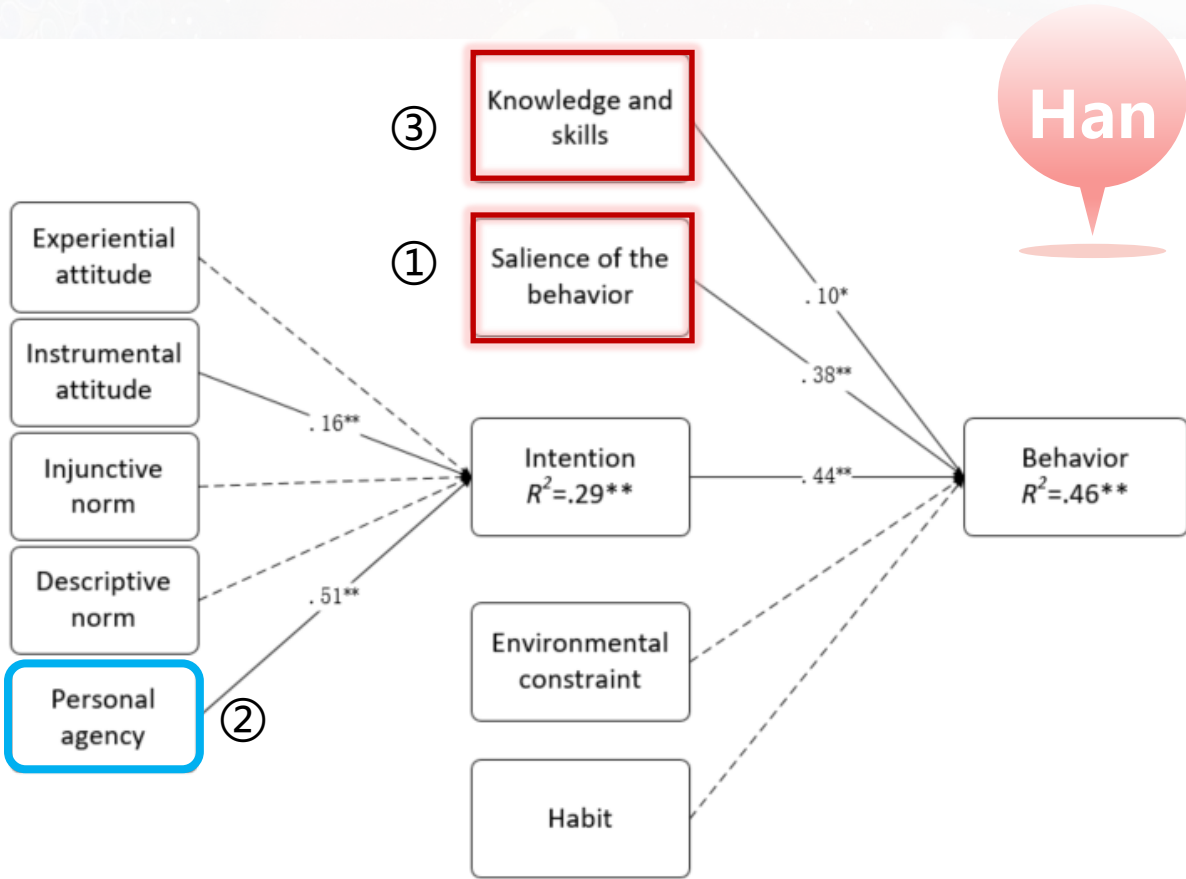 Han
③
Knowledge and
skills
①
Salience of the
behavior
Experiential
attitude
Instrumental
attitude
Injunctive
norm
Descriptive
norm
Personal
agency
②
.16**
.51**
Intention
R²=.29**
.10*
.38**
.44**
Behavior
R²=.46**
Environmental
constraint
Habit